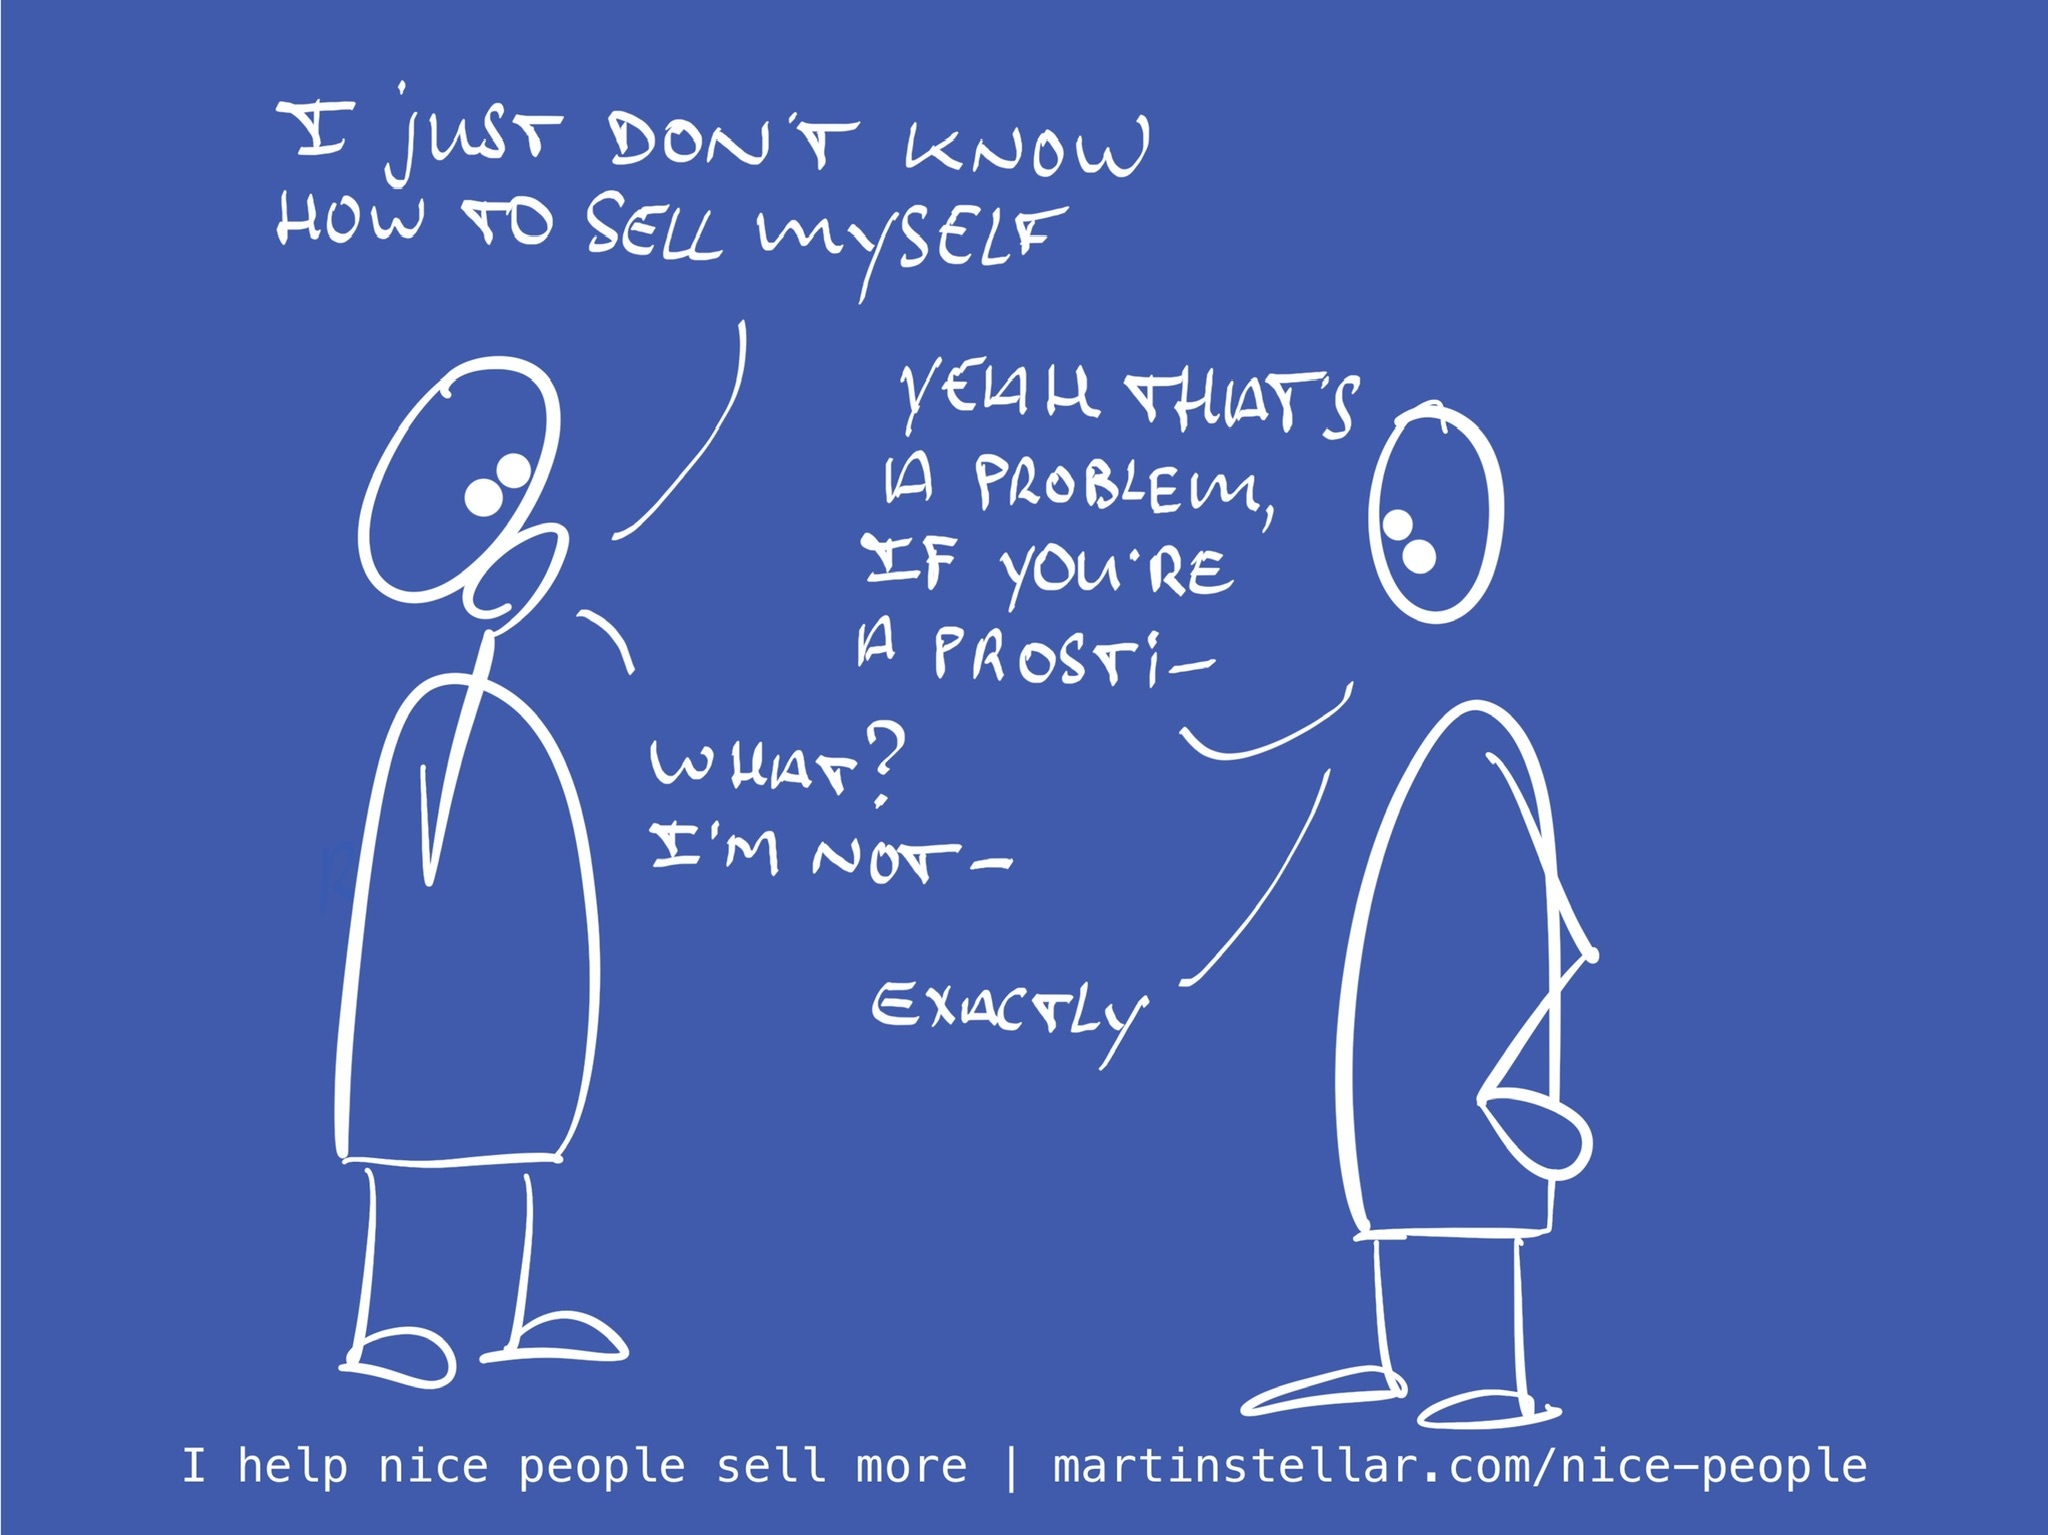 I JUST DON'T KNOW
HOW TO SELL MYSELF
YEAH THAT'S
A PROBLEM,
IF YOU'RE
A PROSTI-
WHAT?
I'M NOT-
EXACTLY
I help nice people sell more | martinstellar.com/nice-people